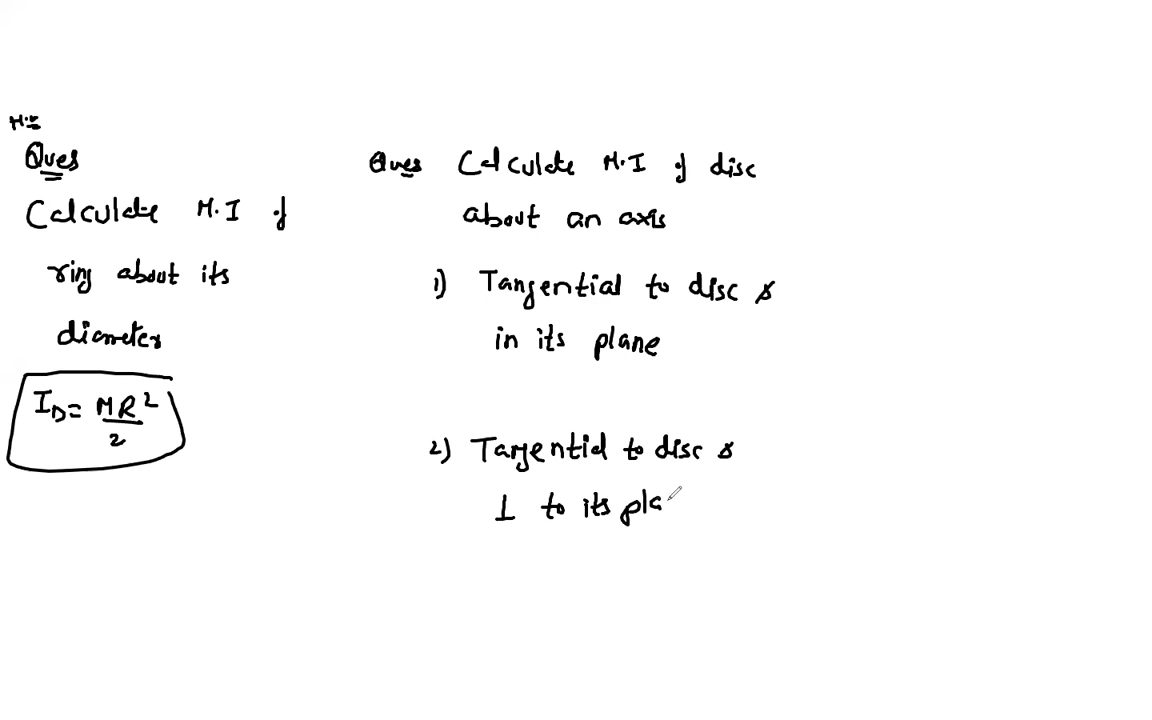 Ques
Calculate M.I of
ring about its
diameter
I_D = MR²/2
Ques Calculate M.I of disc
about an axis
1) Tangential to disc &
in its plane
2) Tangential to disc &
⊥ to its pla